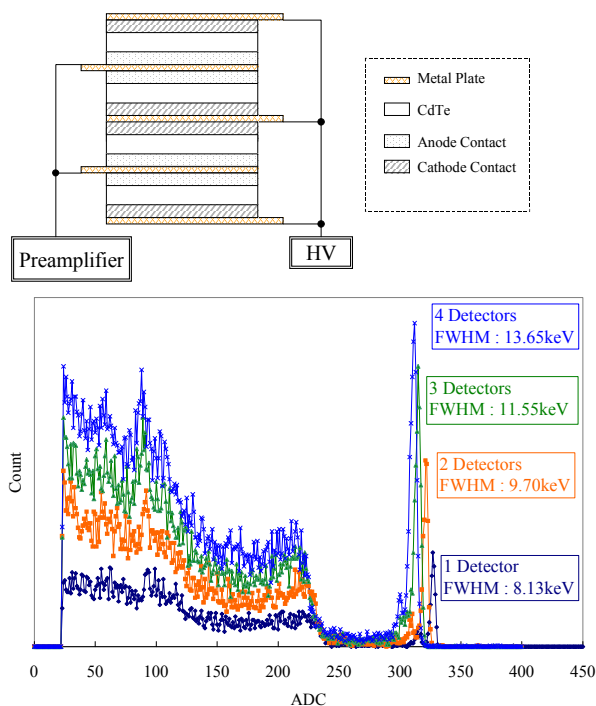 Metal Plate
CdTe
Anode Contact
Cathode Contact
Preamplifier
HV
4 Detectors
FWHM : 13.65keV
3 Detectors
FWHM : 11.55keV
2 Detectors
FWHM : 9.70keV
1 Detector
FWHM : 8.13keV
Count
0 50 100 150 200 250 300 350 400 450
ADC